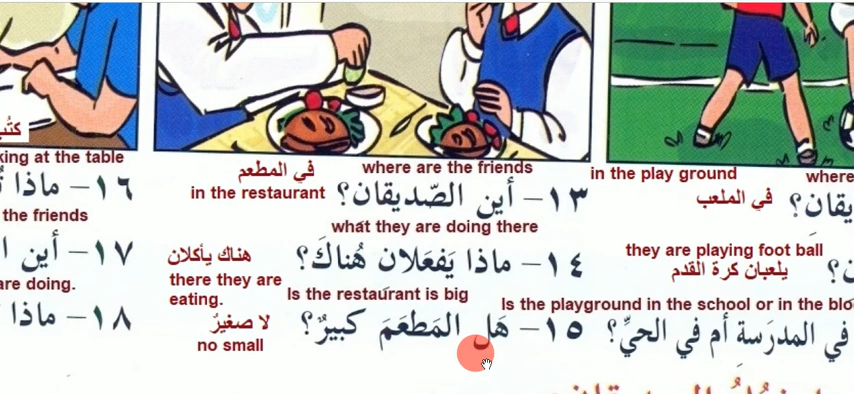 in the play ground
where
في الملعب
يقان؟
they are playing foot ball
يلعبان كرة القدم
ن؟
Is the playground in the school or in the blo
في المدرَسةِ أم في الحيِّ؟
where are the friends
١٣– أين الصّديقان؟
في المطعم
in the restaurant
what they are doing there
١٤– ماذا يَفعَلان هُناكَ؟
هناك يأكلان
there they are
eating.
Is the restaurant is big
١٥– هَل المَطعَمَ كبيرٌ؟
لا صغيرٌ
no small
king at the table
١٦– ماذا
the friends
١٧– أين ا
are doing.
١٨– ماذا